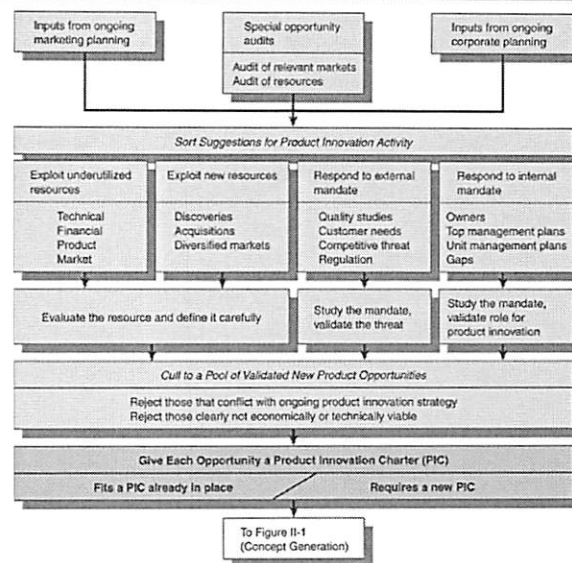 Inputs from ongoing
marketing planning
Special opportunity
audits
Audit of relevant markets
Audit of resources
Inputs from ongoing
corporate planning
Sort Suggestions for Product Innovation Activity
Exploit underutilized
resources
Technical
Financial
Product
Market
Exploit new resources
Discoveries
Acquisitions
Diversified markets
Respond to external
mandate
Quality studies
Customer needs
Competitive threat
Regulation
Respond to internal
mandate
Owners
Top management plans
Unit management plans
Gaps
Evaluate the resource and define it carefully
Study the mandate,
validate the threat
Study the mandate,
validate role for
product innovation
Cull to a Pool of Validated New Product Opportunities
Reject those that conflict with ongoing product innovation strategy
Reject those clearly not economically or technically viable
Give Each Opportunity a Product Innovation Charter (PIC)
Fits a PIC already in place
Requires a new PIC
To Figure II-1
(Concept Generation)